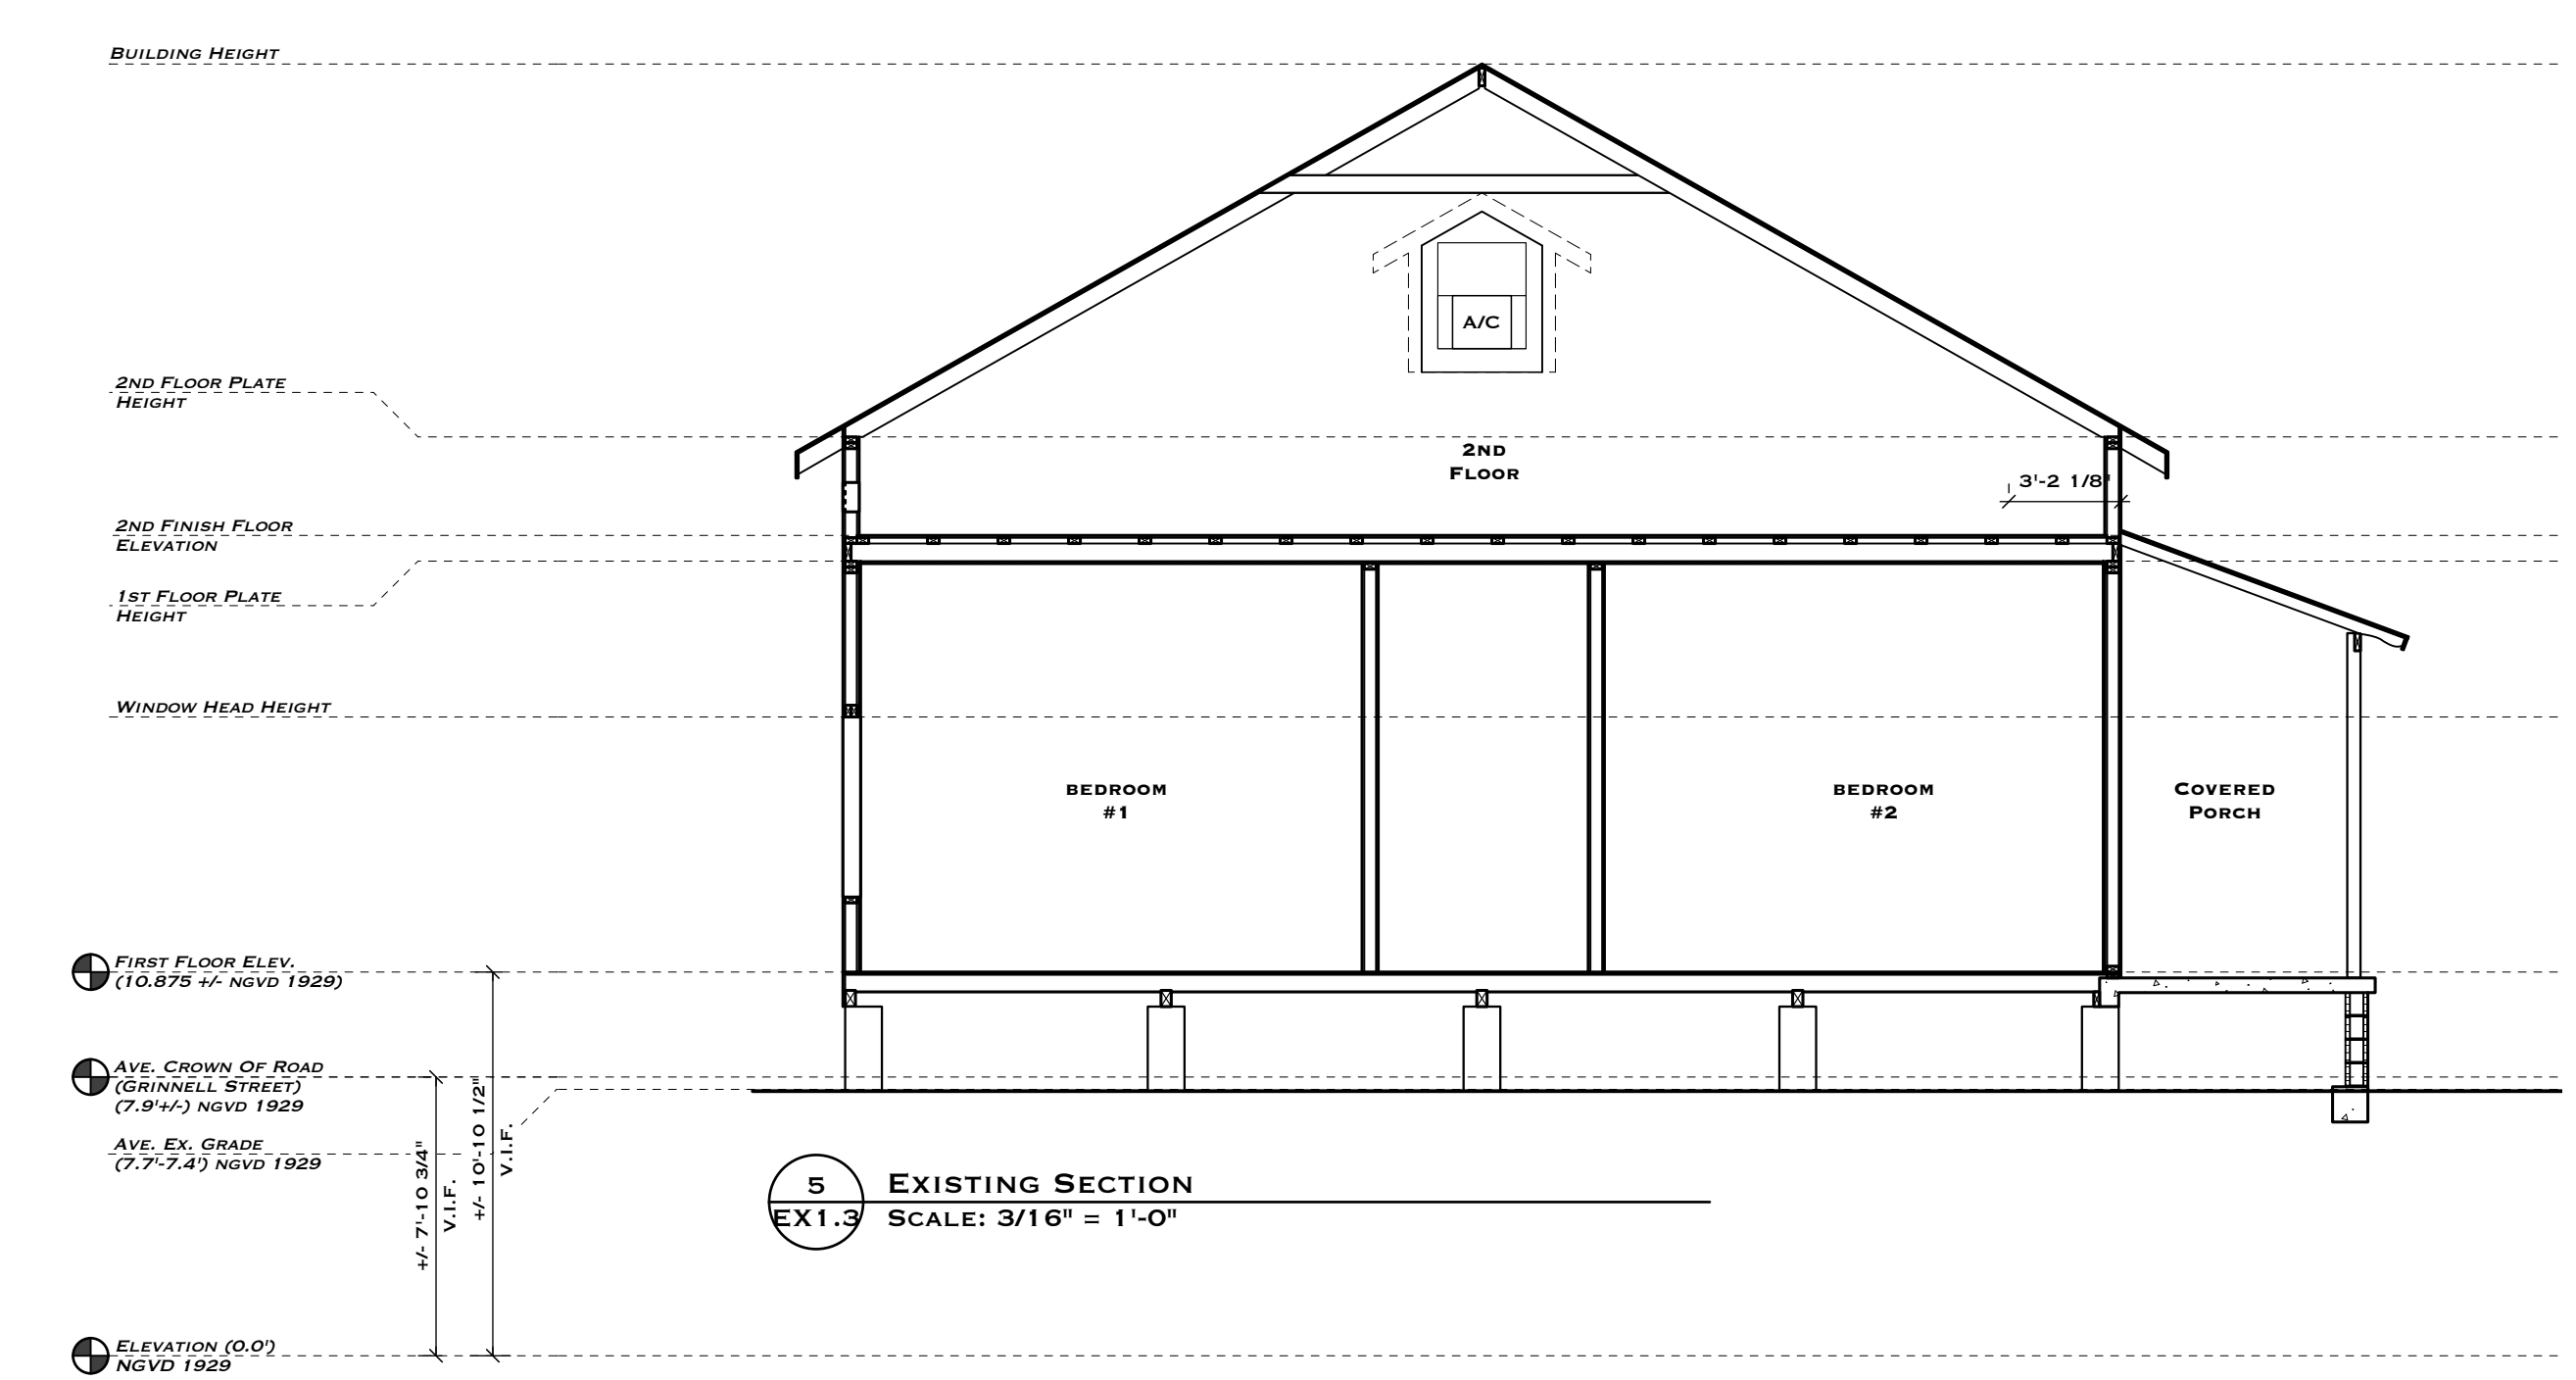 BUILDING HEIGHT
2ND FLOOR PLATE
HEIGHT
A/C
2ND
FLOOR
3'-2 1/8"
2ND FINISH FLOOR
ELEVATION
1ST FLOOR PLATE
HEIGHT
WINDOW HEAD HEIGHT
BEDROOM
#1
BEDROOM
#2
COVERED
PORCH
FIRST FLOOR ELEV.
(10.875 +/- NGVD 1929)
AVE. CROWN OF ROAD
(GRINNELL STREET)
(7.9'+/-) NGVD 1929
AVE. EX. GRADE
(7.7'-7.4') NGVD 1929
+/- 7'-10 3/4"
V.I.F.
+/- 10'-10 1/2"
V.I.F.
5
EX1.3
EXISTING SECTION
SCALE: 3/16" = 1'-0"
ELEVATION (0.0')
NGVD 1929